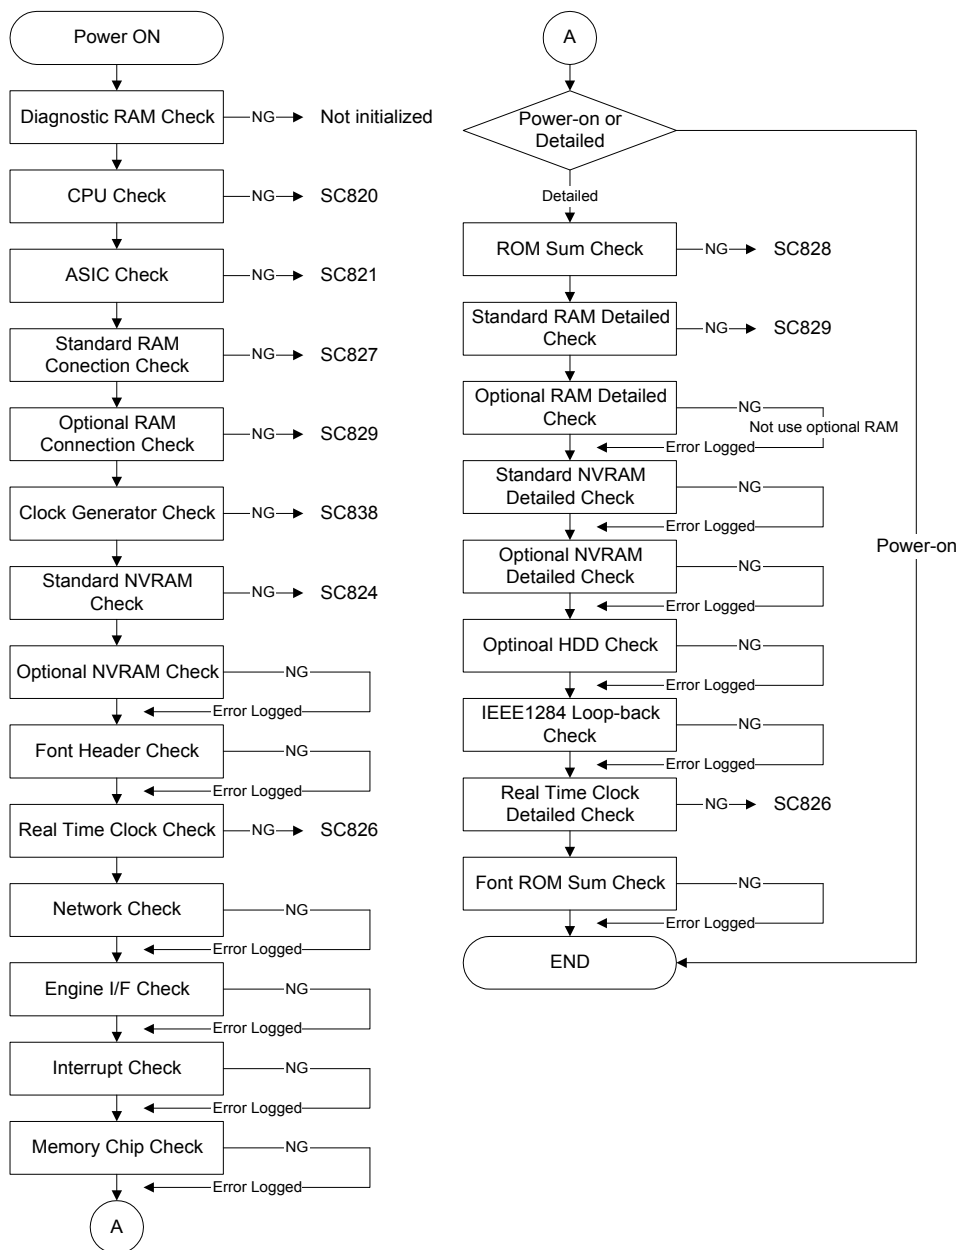 Power ON
Diagnostic RAM Check
NG
Not initialized
CPU Check
NG
SC820
ASIC Check
NG
SC821
Standard RAM
Conection Check
NG
SC827
Optional RAM
Connection Check
NG
SC829
Clock Generator Check
NG
SC838
Standard NVRAM
Check
NG
SC824
Optional NVRAM Check
NG
Error Logged
Font Header Check
NG
Error Logged
Real Time Clock Check
NG
SC826
Network Check
NG
Error Logged
Engine I/F Check
NG
Error Logged
Interrupt Check
NG
Error Logged
Memory Chip Check
NG
Error Logged
A
A
Power-on or
Detailed
Detailed
ROM Sum Check
NG
SC828
Standard RAM Detailed
Check
NG
SC829
Optional RAM Detailed
Check
NG
Not use optional RAM
Error Logged
Standard NVRAM
Detailed Check
NG
Error Logged
Optional NVRAM
Detailed Check
NG
Error Logged
Optinoal HDD Check
NG
Error Logged
IEEE1284 Loop-back
Check
NG
Error Logged
Real Time Clock
Detailed Check
NG
SC826
Font ROM Sum Check
NG
Error Logged
END
Power-on